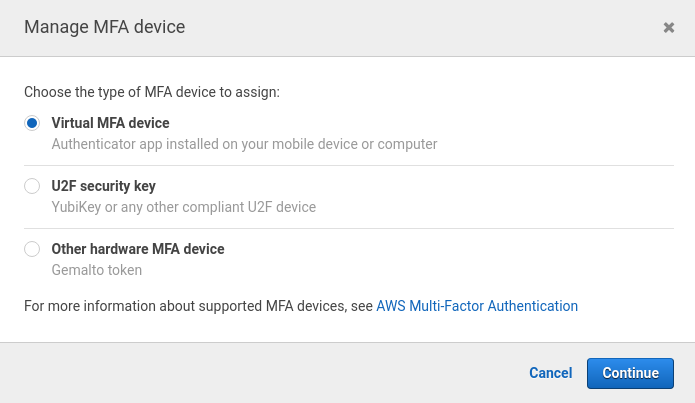 Manage MFA device
Choose the type of MFA device to assign:
Virtual MFA device
Authenticator app installed on your mobile device or computer
U2F security key
YubiKey or any other compliant U2F device
Other hardware MFA device
Gemalto token
For more information about supported MFA devices, see AWS Multi-Factor Authentication
Cancel Continue